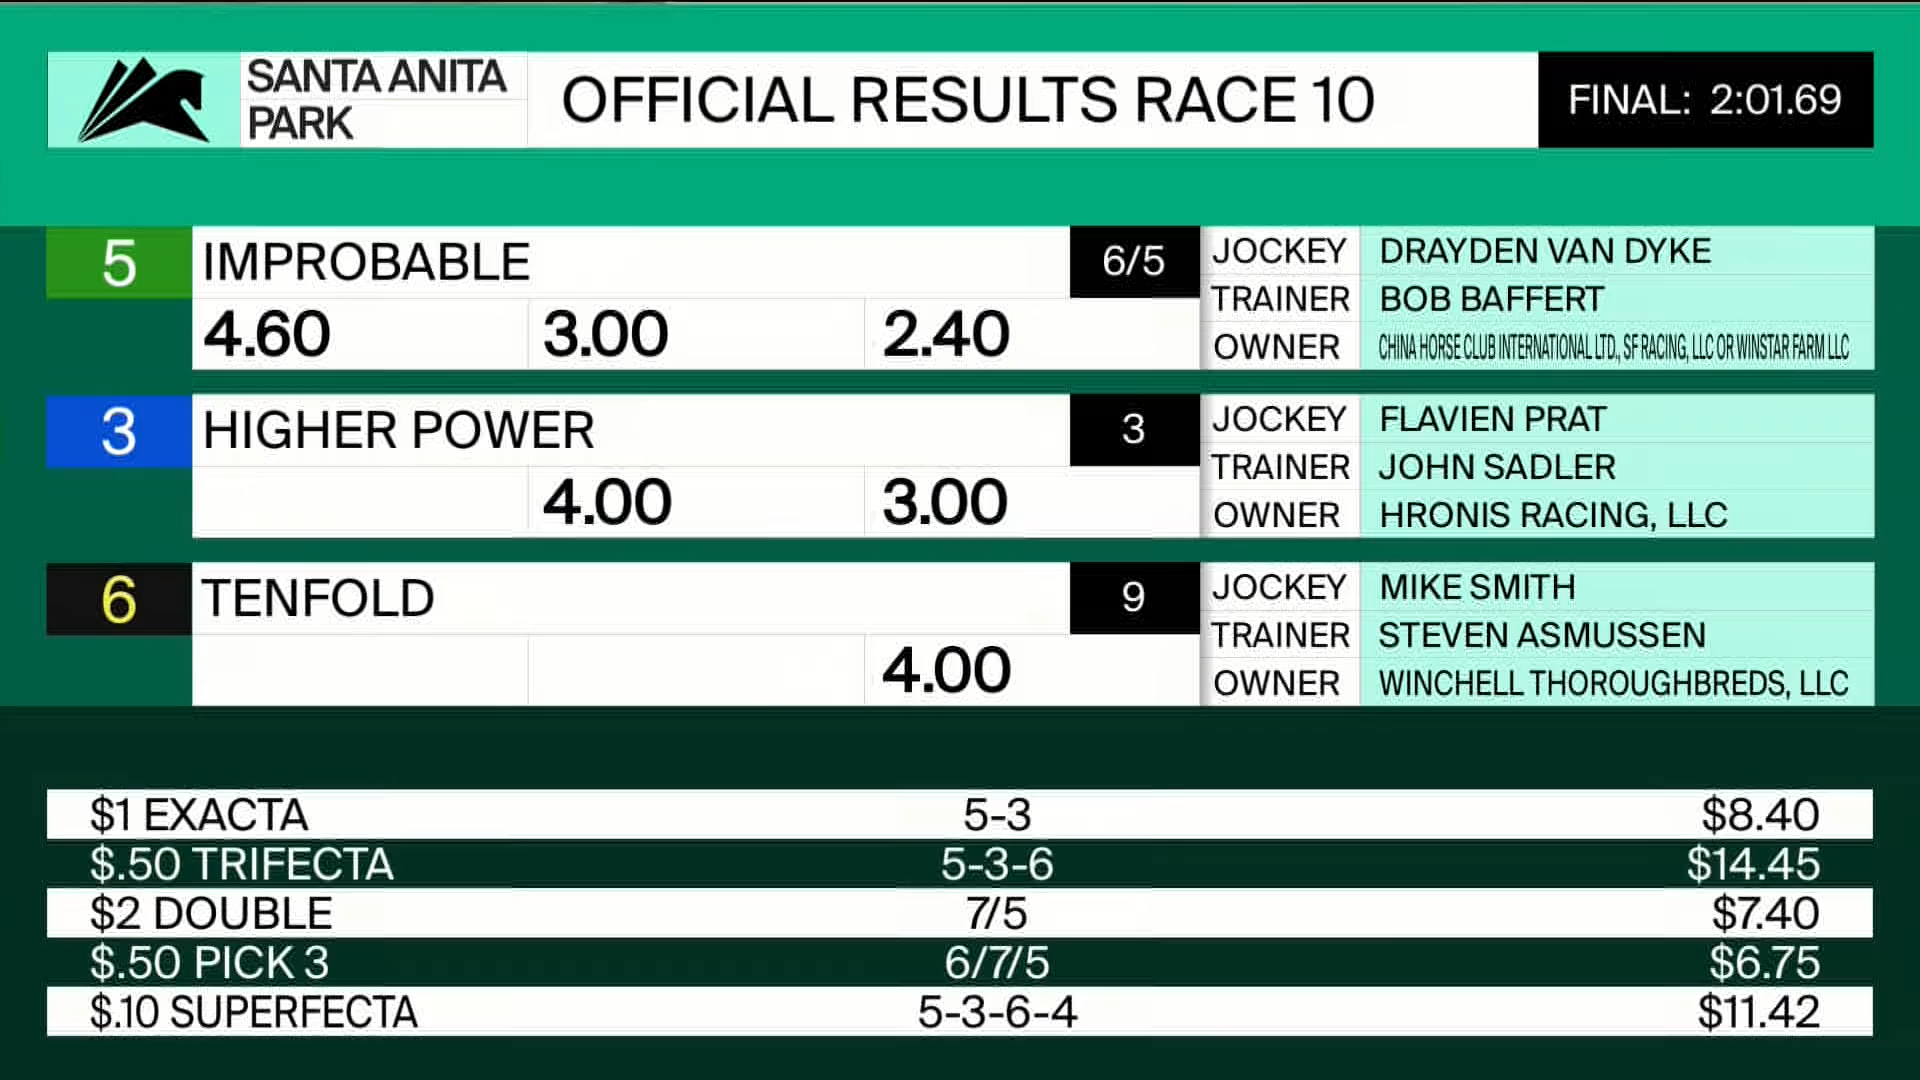 SANTA ANITA PARK
OFFICIAL RESULTS RACE 10
FINAL: 2:01.69
5 IMPROBABLE 6/5
4.60 3.00 2.40
JOCKEY DRAYDEN VAN DYKE
TRAINER BOB BAFFERT
OWNER CHINA HORSE CLUB INTERNATIONAL LTD., SF RACING, LLC OR WINSTAR FARM LLC
3 HIGHER POWER 3
4.00 3.00
JOCKEY FLAVIEN PRAT
TRAINER JOHN SADLER
OWNER HRONIS RACING, LLC
6 TENFOLD 9
4.00
JOCKEY MIKE SMITH
TRAINER STEVEN ASMUSSEN
OWNER WINCHELL THOROUGHBREDS, LLC
$1 EXACTA 5-3 $8.40
$.50 TRIFECTA 5-3-6 $14.45
$2 DOUBLE 7/5 $7.40
$.50 PICK 3 6/7/5 $6.75
$.10 SUPERFECTA 5-3-6-4 $11.42